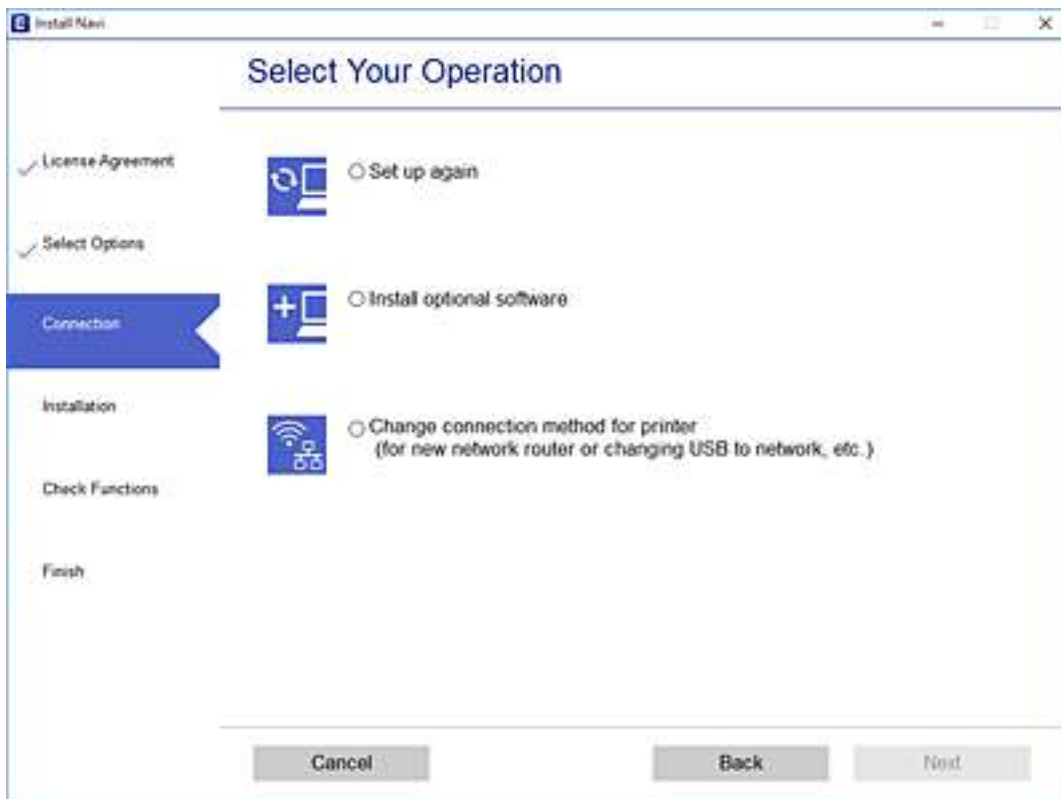 Install Navi
Select Your Operation
License Agreement
Select Options
Connection
Installation
Check Functions
Finish
Set up again
Install optional software
Change connection method for printer
(for new network router or changing USB to network, etc.)
Cancel
Back
Next